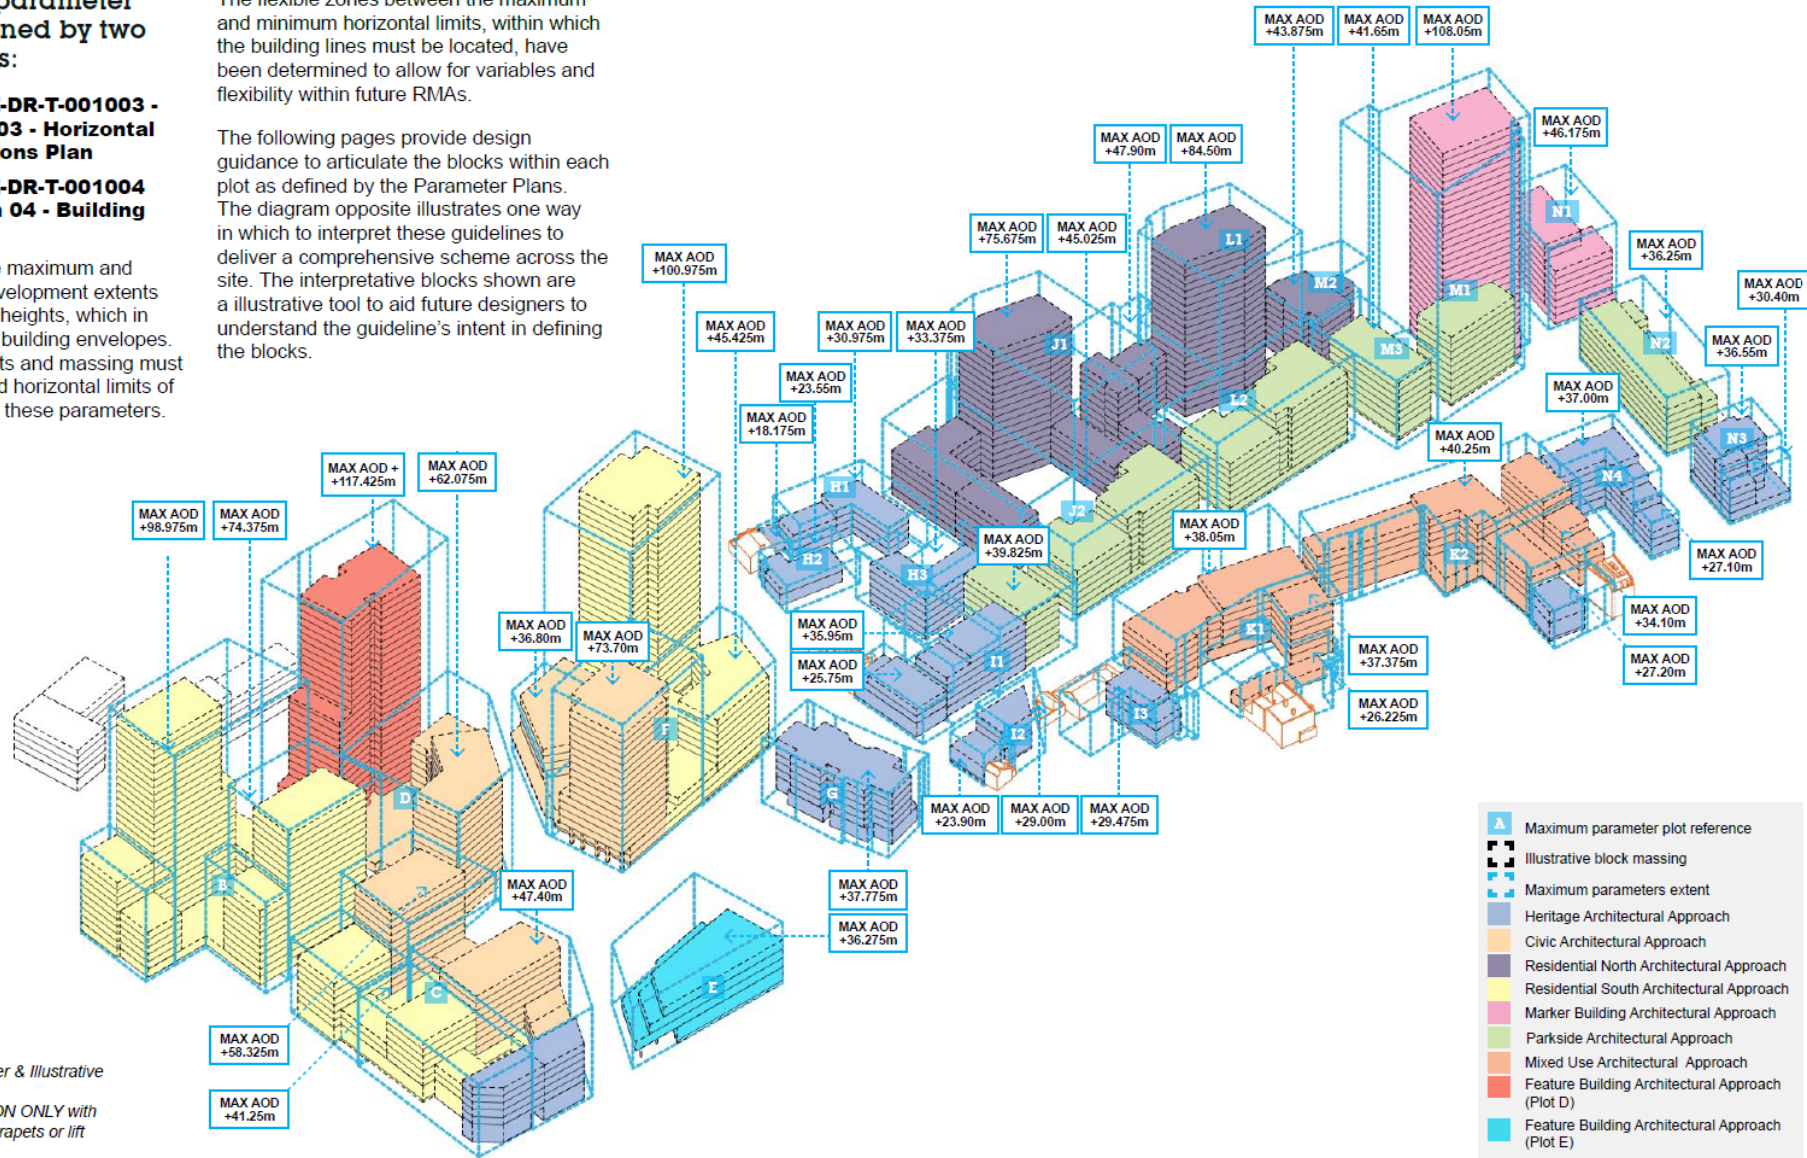 parameter
ned by two
s:
-DR-T-001003 -
03 - Horizontal
ons Plan
-DR-T-001004
04 - Building
maximum and
velopment extents
heights, which in
building envelopes.
ts and massing must
d horizontal limits of
these parameters.
The flexible zones between the maximum
and minimum horizontal limits, within which
the building lines must be located, have
been determined to allow for variables and
flexibility within future RMAs.
The following pages provide design
guidance to articulate the blocks within each
plot as defined by the Parameter Plans.
The diagram opposite illustrates one way
in which to interpret these guidelines to
deliver a comprehensive scheme across the
site. The interpretative blocks shown are
a illustrative tool to aid future designers to
understand the guideline's intent in defining
the blocks.
MAX AOD
+43.875m
MAX AOD
+41.65m
MAX AOD
+108.05m
MAX AOD
+47.90m
MAX AOD
+84.50m
MAX AOD
+46.175m
MAX AOD
+75.675m
MAX AOD
+45.025m
MAX AOD
+36.25m
MAX AOD
+30.40m
MAX AOD
+100.975m
MAX AOD
+45.425m
MAX AOD
+30.975m
MAX AOD
+33.375m
MAX AOD
+36.55m
MAX AOD
+23.55m
MAX AOD
+37.00m
MAX AOD
+18.175m
MAX AOD
+40.25m
MAX AOD +
+117.425m
MAX AOD
+62.075m
MAX AOD
+98.975m
MAX AOD
+74.375m
MAX AOD
+38.05m
MAX AOD
+39.825m
MAX AOD
+27.10m
MAX AOD
+36.80m
MAX AOD
+73.70m
MAX AOD
+35.95m
MAX AOD
+25.75m
MAX AOD
+34.10m
MAX AOD
+27.20m
MAX AOD
+37.375m
MAX AOD
+26.225m
MAX AOD
+23.90m
MAX AOD
+29.00m
MAX AOD
+29.475m
MAX AOD
+47.40m
MAX AOD
+37.775m
MAX AOD
+36.275m
MAX AOD
+58.325m
MAX AOD
+41.25m
N1
L1
M2
M1
J1
M3
N2
L2
N3
H1
N4
J2
H2
H3
K2
K1
I1
I3
I2
F
G
D
B
C
E
er & Illustrative
ON ONLY with
rapets or lift
A
Maximum parameter plot reference
Illustrative block massing
Maximum parameters extent
Heritage Architectural Approach
Civic Architectural Approach
Residential North Architectural Approach
Residential South Architectural Approach
Marker Building Architectural Approach
Parkside Architectural Approach
Mixed Use Architectural Approach
Feature Building Architectural Approach
(Plot D)
Feature Building Architectural Approach
(Plot E)